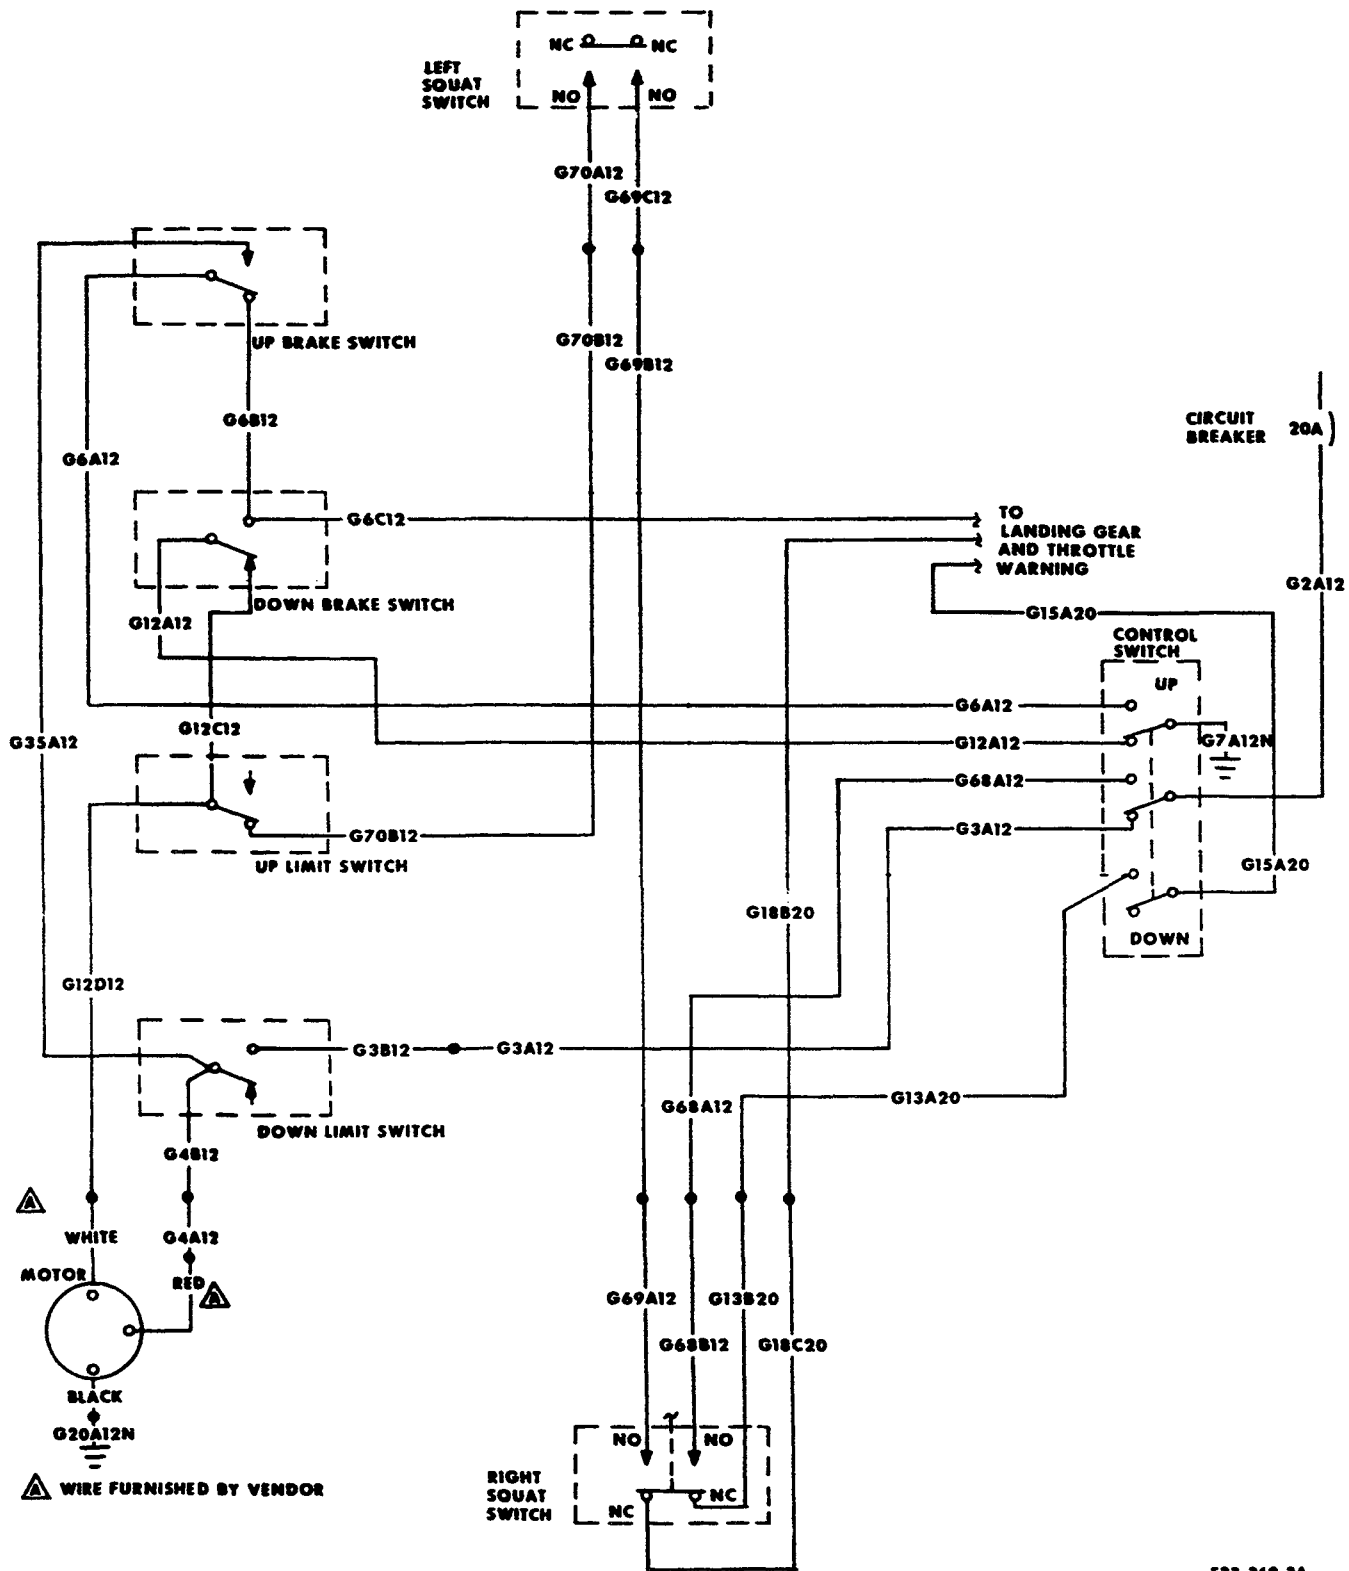 NC
NC
LEFT
SQUAT
SWITCH
NO
NO
G70A12
G69C12
UP BRAKE SWITCH
G70B12
G69B12
G6B12
G6A12
CIRCUIT
BREAKER
20A
G6C12
TO
LANDING GEAR
AND THROTTLE
WARNING
G2A12
DOWN BRAKE SWITCH
G12A12
G15A20
CONTROL
SWITCH
UP
G6A12
G12C12
G35A12
G12A12
G7A12N
G68A12
G70B12
G3A12
UP LIMIT SWITCH
G15A20
G18B20
DOWN
G12D12
G3B12
G3A12
G13A20
G68A12
DOWN LIMIT SWITCH
G4B12
A
WHITE
G4A12
MOTOR
RED
A
G69A12
G13B20
G68B12
G18C20
BLACK
G20A12N
NO
NO
A WIRE FURNISHED BY VENDOR
RIGHT
SQUAT
SWITCH
NC
NC